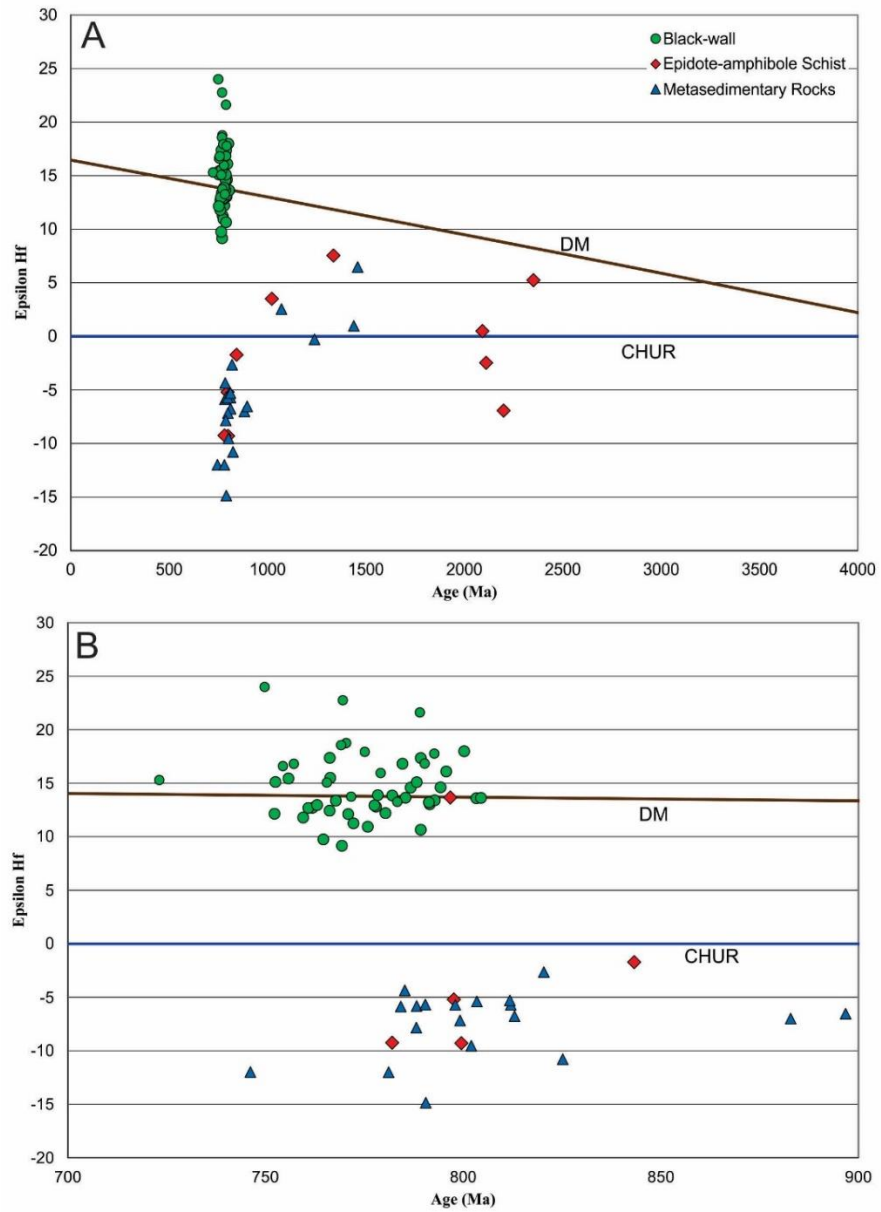 A
Black-wall
Epidote-amphibole Schist
Metasedimentary Rocks
30
25
20
15
10
5
0
-5
-10
-15
-20
Epsilon Hf
DM
CHUR
0 500 1000 1500 2000 2500 3000 3500 4000
Age (Ma)
B
30
25
20
15
10
5
0
-5
-10
-15
-20
Epsilon Hf
DM
CHUR
700 750 800 850 900
Age (Ma)